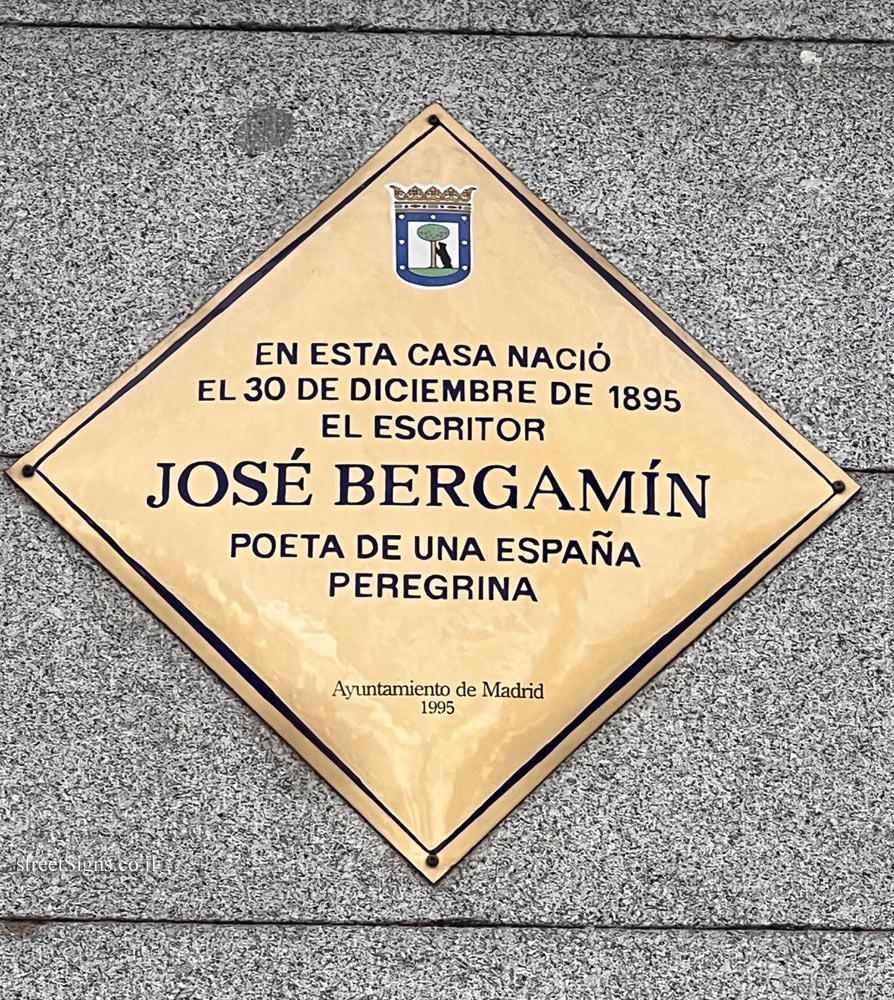 EN ESTA CASA NACIÓ
EL 30 DE DICIEMBRE DE 1895
EL ESCRITOR
JOSÉ BERGAMÍN
POETA DE UNA ESPAÑA
PEREGRINA
Ayuntamiento de Madrid
1995
streetSigns.co.il